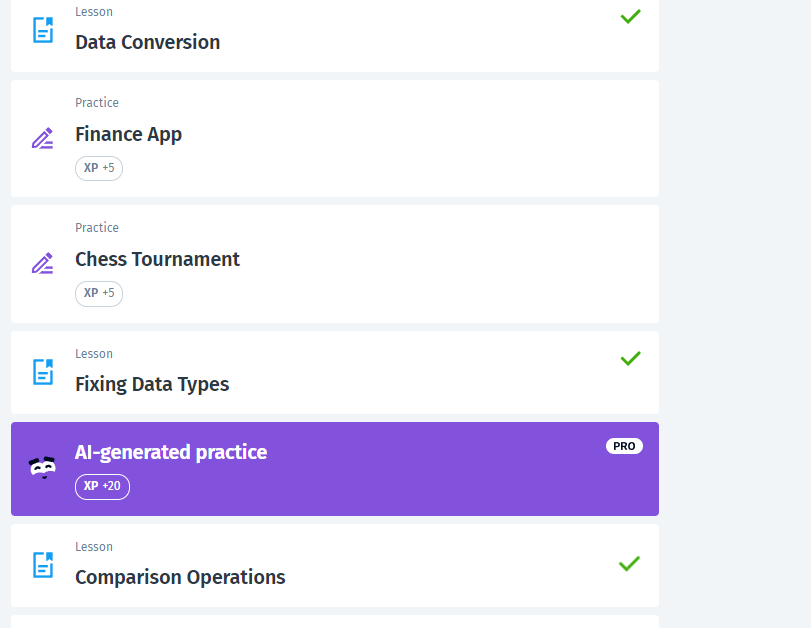 Lesson
Data Conversion
Practice
Finance App
XP +5
Practice
Chess Tournament
XP +5
Lesson
Fixing Data Types
AI-generated practice
PRO
XP +20
Lesson
Comparison Operations